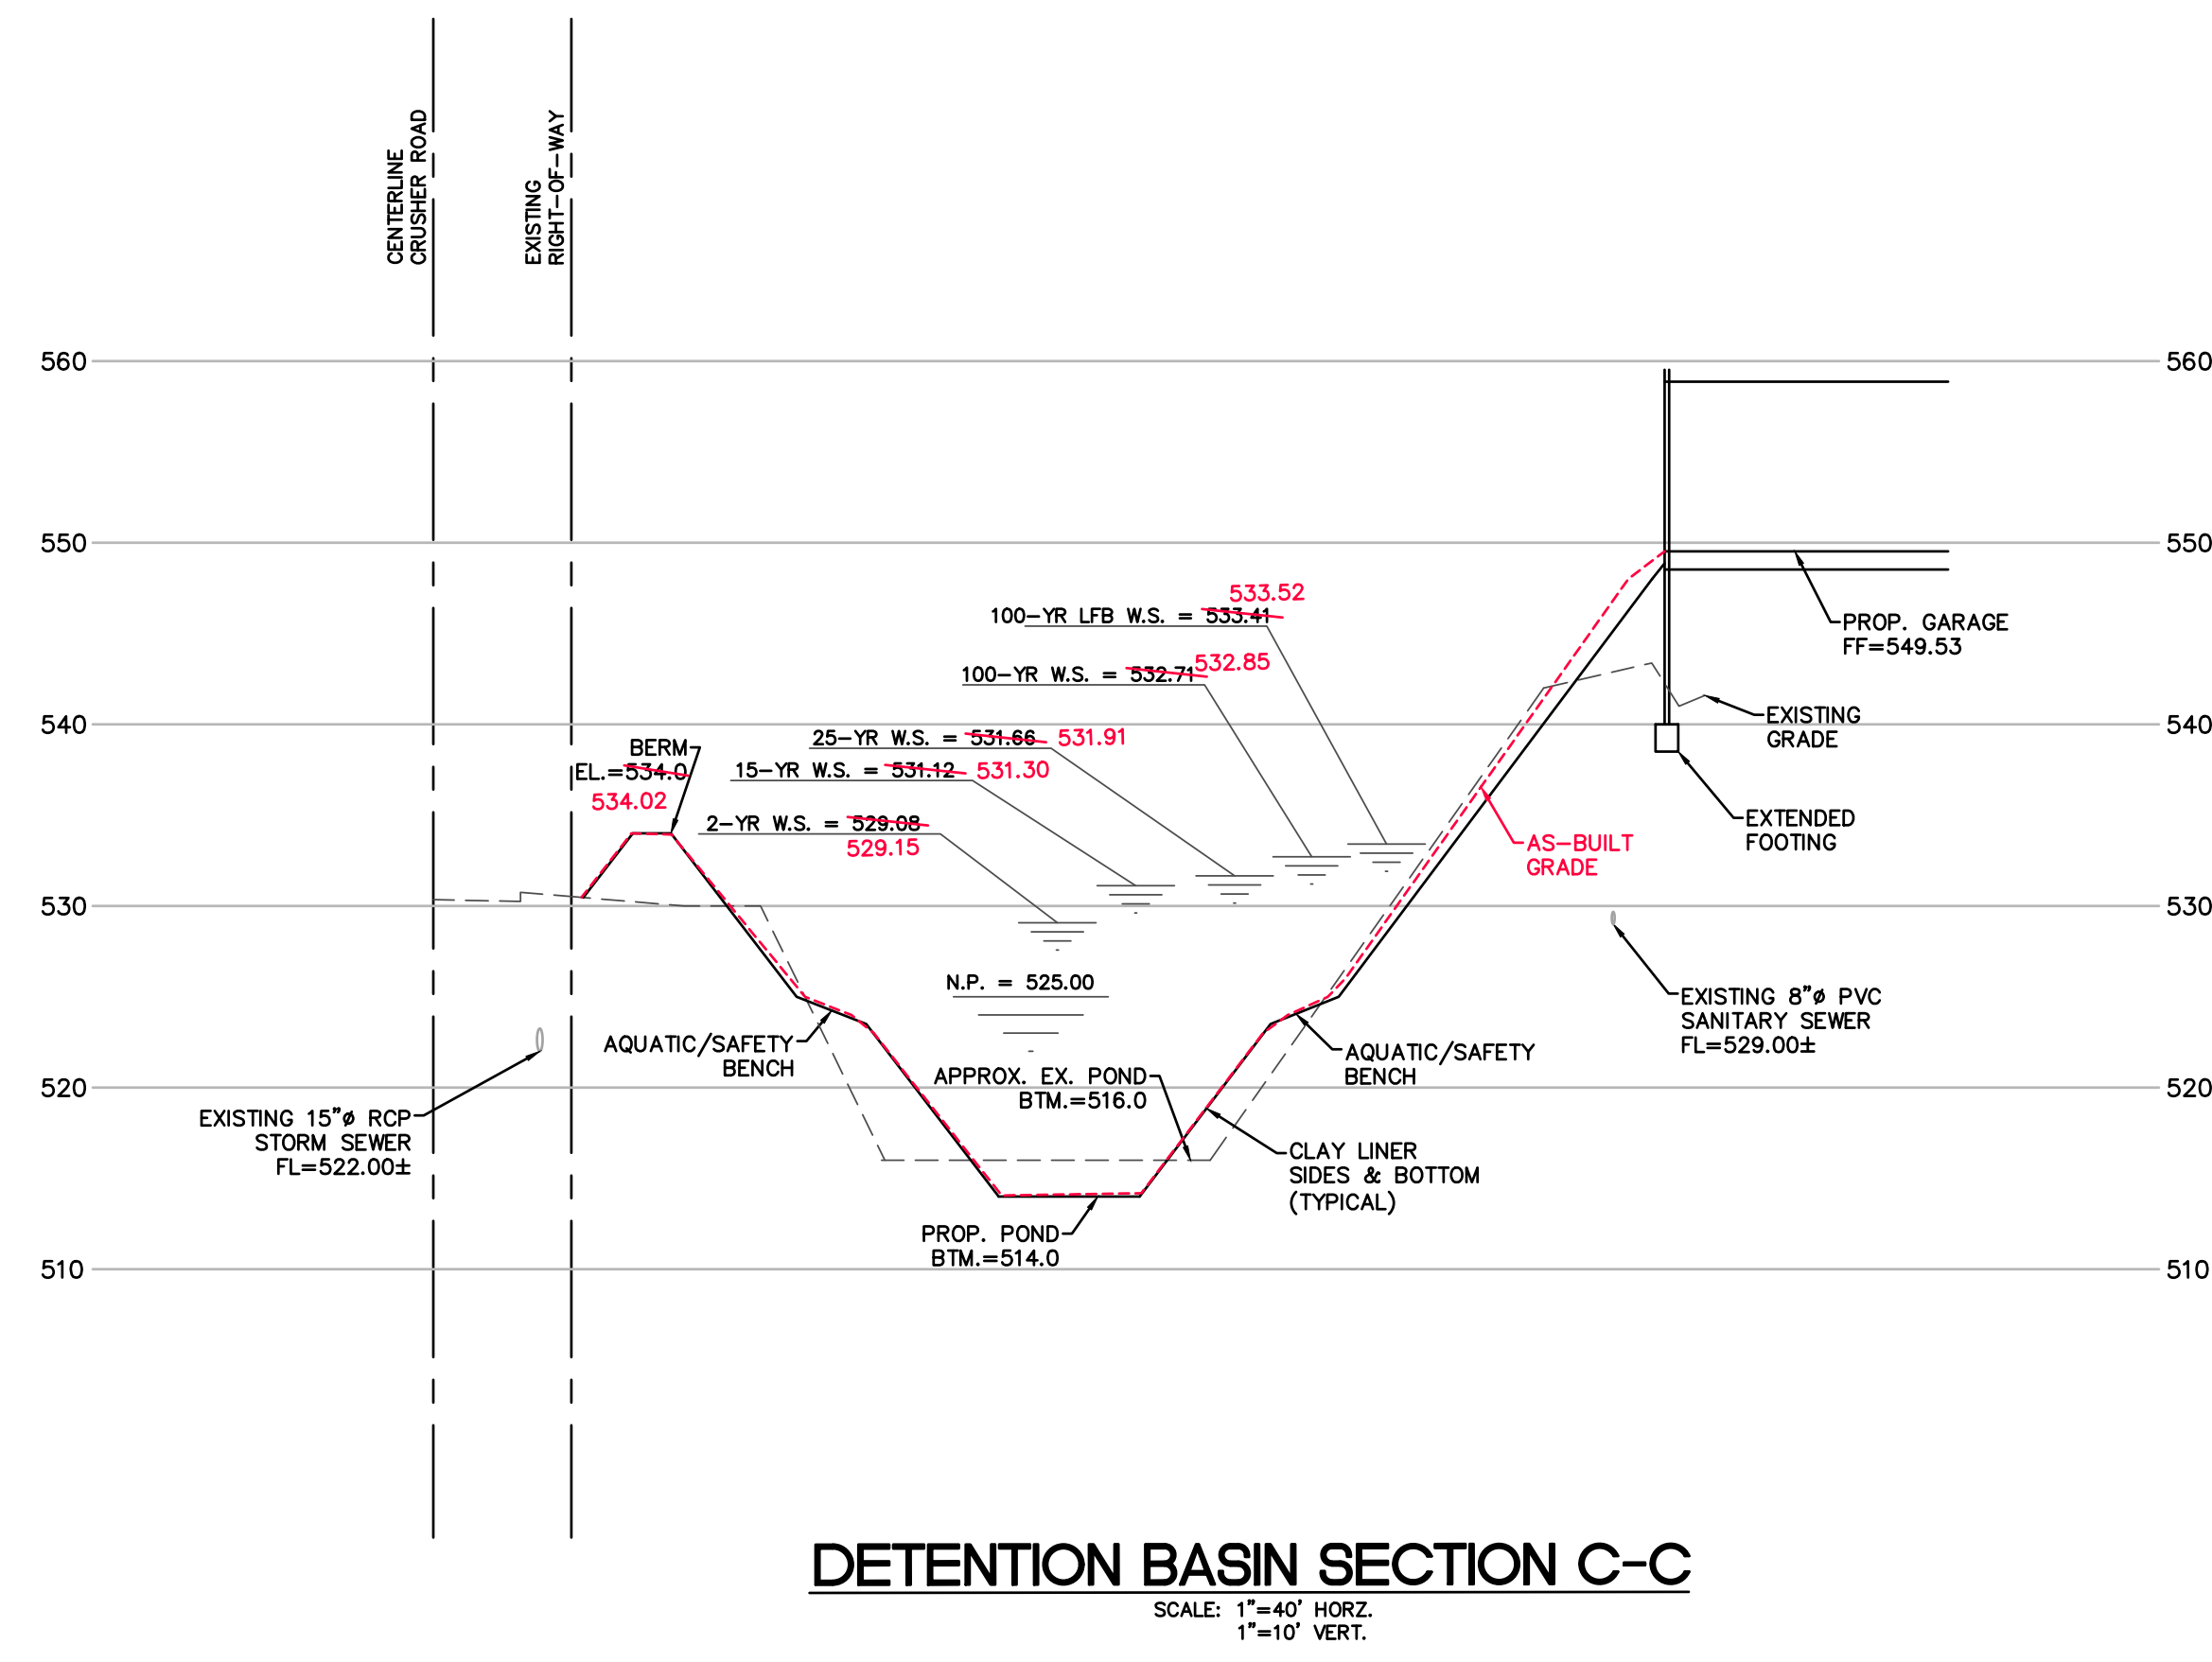 CENTERLINE
CRUSHER ROAD
EXISTING
RIGHT-OF-WAY
560
560
550
550
533.52
100-YR LFB W.S. = 533.41
532.85
100-YR W.S. = 532.71
PROP. GARAGE
FF=549.53
540
540
25-YR W.S. = 531.66 531.91
15-YR W.S. = 531.12 531.30
BERM
EL.=534.0
534.02
2-YR W.S. = 529.08
529.15
EXISTING
GRADE
EXTENDED
FOOTING
AS-BUILT
GRADE
530
530
N.P. = 525.00
EXISTING 8"ø PVC
SANITARY SEWER
FL=529.00±
AQUATIC/SAFETY
BENCH
AQUATIC/SAFETY
BENCH
APPROX. EX. POND
BTM.=516.0
520
520
EXISTING 15"ø RCP
STORM SEWER
FL=522.00±
CLAY LINER
SIDES & BOTTOM
(TYPICAL)
PROP. POND
BTM.=514.0
510
510
DETENTION BASIN SECTION C-C
SCALE: 1"=40' HORZ.
1"=10' VERT.